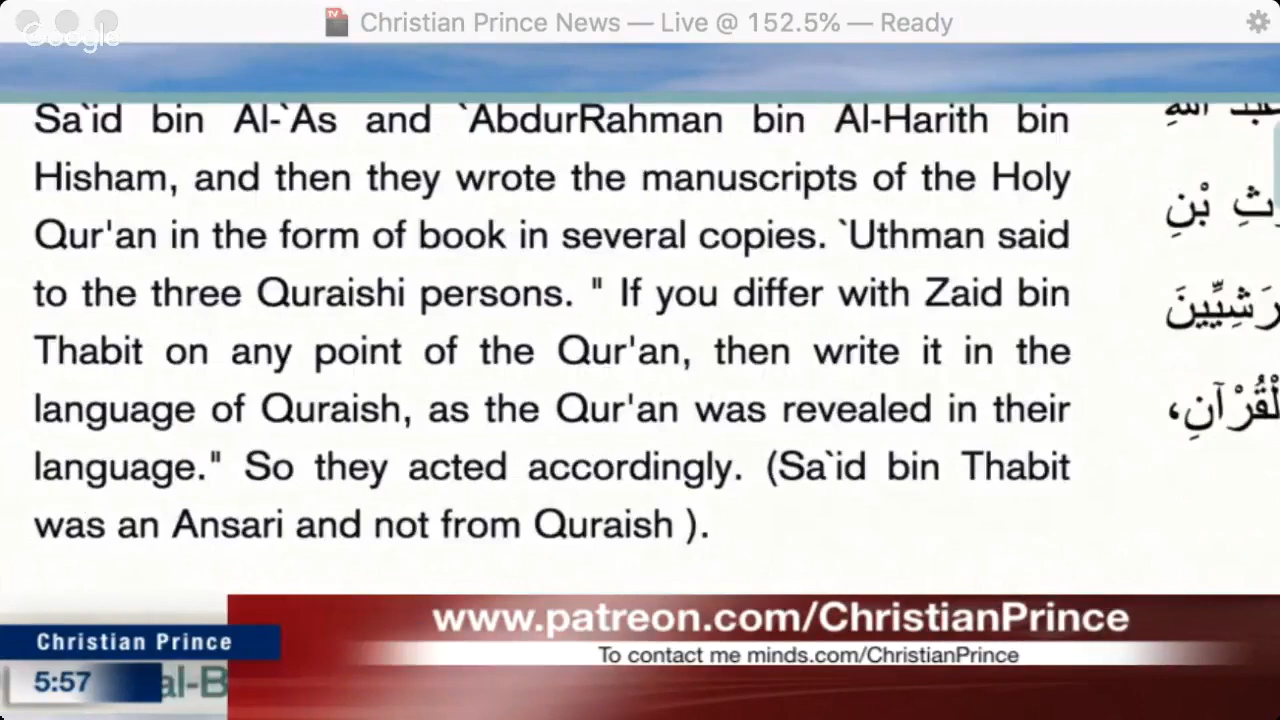 Christian Prince News — Live @ 152.5% — Ready
Google
Sa`id bin Al-`As and `AbdurRahman bin Al-Harith bin
Hisham, and then they wrote the manuscripts of the Holy
Qur'an in the form of book in several copies. `Uthman said
to the three Quraishi persons. " If you differ with Zaid bin
Thabit on any point of the Qur'an, then write it in the
language of Quraish, as the Qur'an was revealed in their
language." So they acted accordingly. (Sa`id bin Thabit
was an Ansari and not from Quraish ).
بْنِ
www.patreon.com/ChristianPrince
To contact me minds.com/ChristianPrince
Christian Prince
5:57
al-B